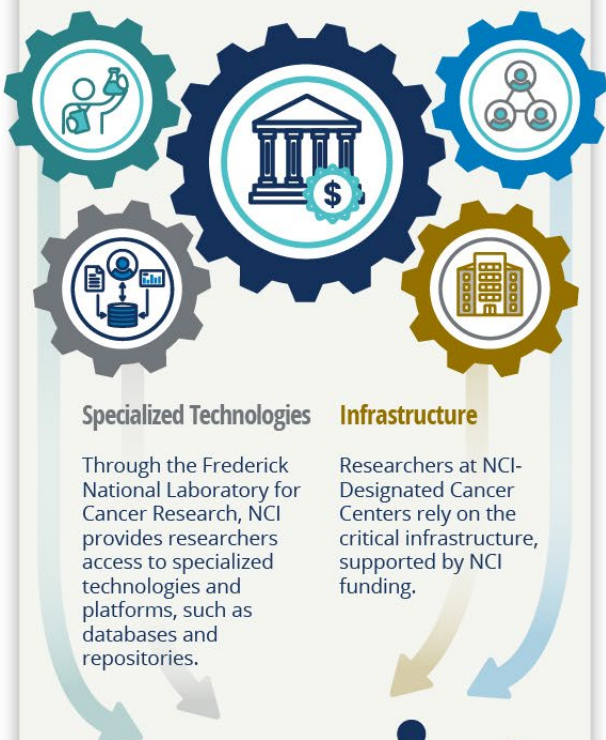 $
Specialized Technologies
Through the Frederick
National Laboratory for
Cancer Research, NCI
provides researchers
access to specialized
technologies and
platforms, such as
databases and
repositories.
Infrastructure
Researchers at NCI-
Designated Cancer
Centers rely on the
critical infrastructure,
supported by NCI
funding.